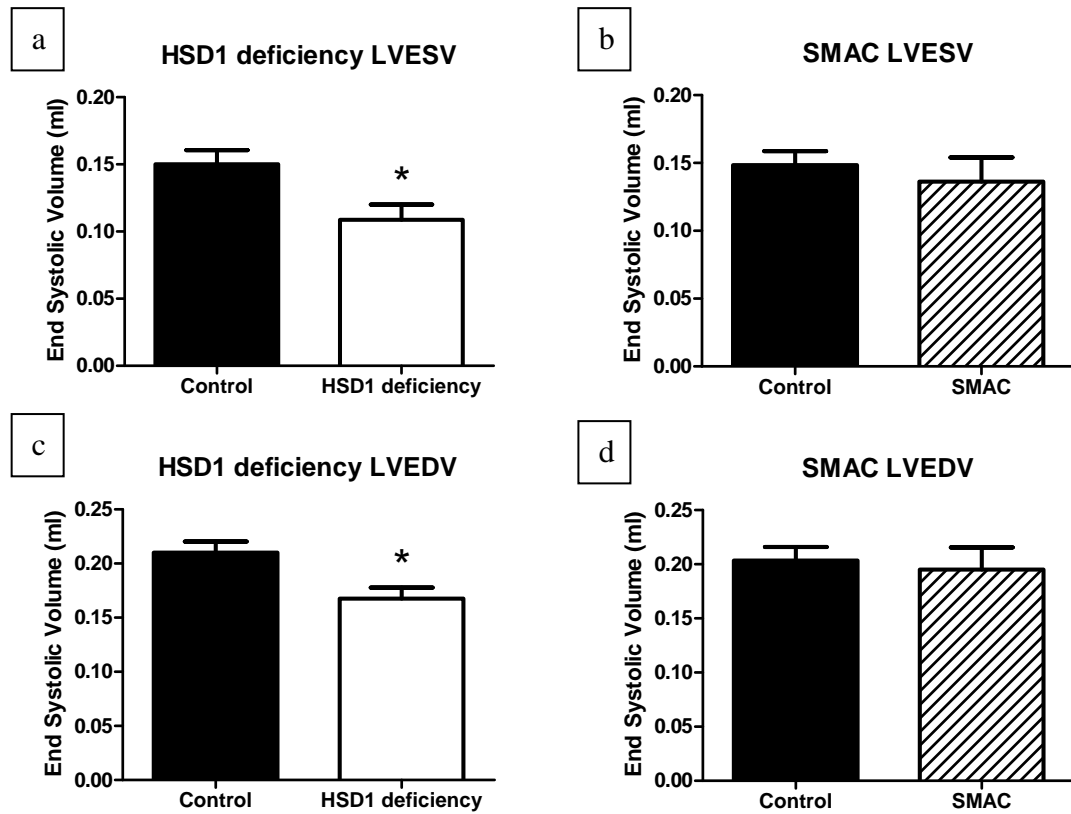 a
HSD1 deficiency LVESV
End Systolic Volume (ml)
0.20
0.15
0.10
0.05
0.00
*
Control
HSD1 deficiency
b
SMAC LVESV
End Systolic Volume (ml)
0.20
0.15
0.10
0.05
0.00
Control
SMAC
c
HSD1 deficiency LVEDV
End Systolic Volume (ml)
0.25
0.20
0.15
0.10
0.05
0.00
*
Control
HSD1 deficiency
d
SMAC LVEDV
End Systolic Volume (ml)
0.25
0.20
0.15
0.10
0.05
0.00
Control
SMAC